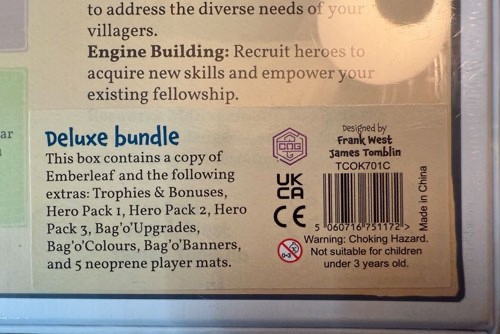 to address the diverse needs of your
villagers.
Engine Building: Recruit heroes to
acquire new skills and empower your
existing fellowship.
ar
Deluxe bundle
This box contains a copy of
Emberleaf and the following
extras: Trophies & Bonuses,
Hero Pack 1, Hero Pack 2, Hero
Pack 3, Bag'o'Upgrades,
Bag'o'Colours, Bag'o'Banners,
and 5 neoprene player mats.
COG
UK
CA
CE
0-3
Designed by
Frank West
James Tomblin
TCOK701C
5 060716 751172 >
Made in China
Warning: Choking Hazard.
Not suitable for children
under 3 years old.